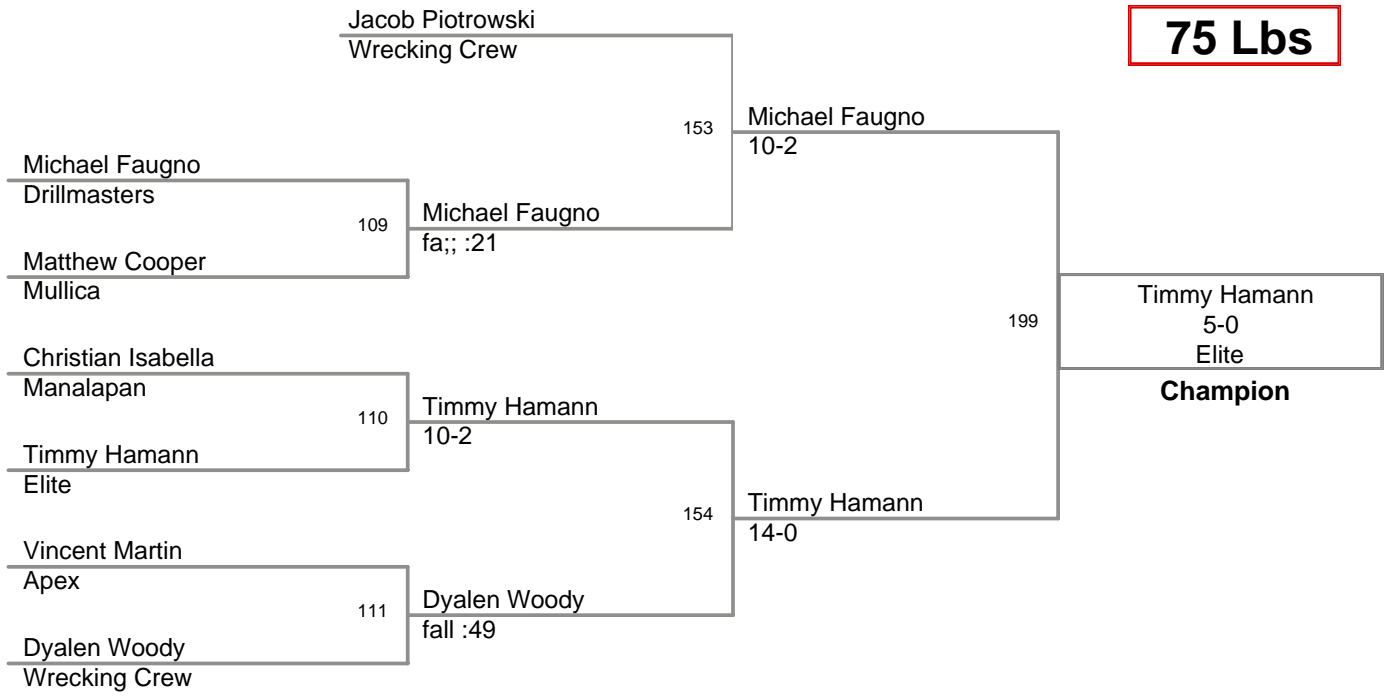 Jacob Piotrowski
Wrecking Crew
75 Lbs
153
Michael Faugno
10-2
Michael Faugno
Drillmasters
109
Michael Faugno
fa;; :21
Matthew Cooper
Mullica
199
Timmy Hamann
5-0
Elite
Champion
Christian Isabella
Manalapan
110
Timmy Hamann
10-2
Timmy Hamann
Elite
154
Timmy Hamann
14-0
Vincent Martin
Apex
111
Dyalen Woody
fall :49
Dyalen Woody
Wrecking Crew